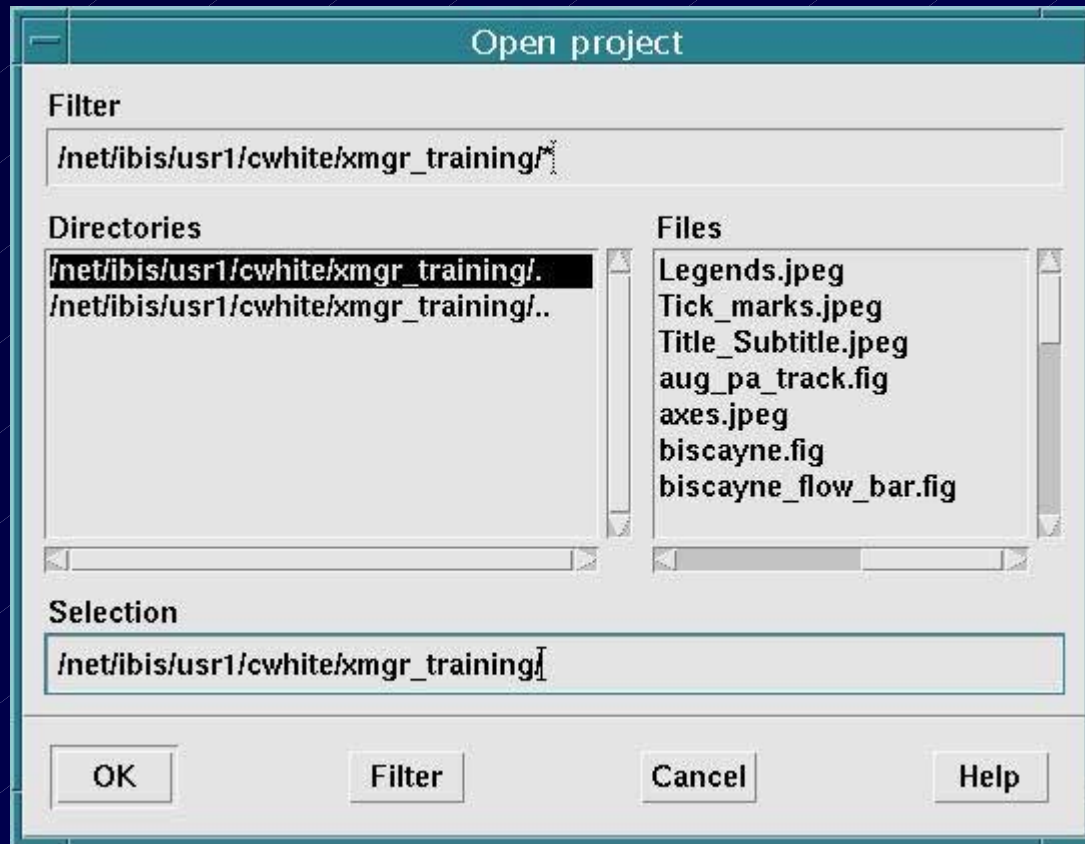 Open project
Filter
/net/ibis/usr1/cwhite/xmgr_training/*
Directories
/net/ibis/usr1/cwhite/xmgr_training/.
/net/ibis/usr1/cwhite/xmgr_training/..
Files
Legends.jpeg
Tick_marks.jpeg
Title_Subtitle.jpeg
aug_pa_track.fig
axes.jpeg
biscayne.fig
biscayne_flow_bar.fig
Selection
/net/ibis/usr1/cwhite/xmgr_training/
OK
Filter
Cancel
Help